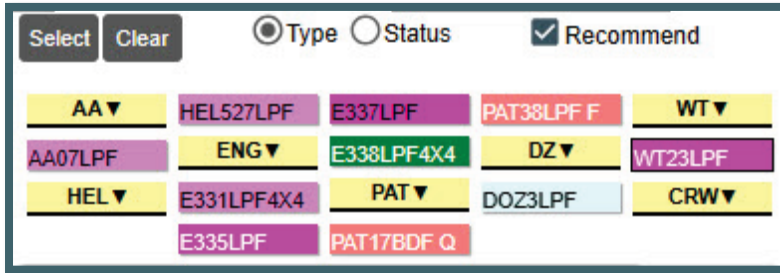 Select Clear Type Status Recommend
AA▼ HEL527LPF E337LPF PAT38LPF F WT▼
AA07LPF ENG▼ E338LPF4X4 DZ▼ WT23LPF
HEL▼ E331LPF4X4 PAT▼ DOZ3LPF CRW▼
E335LPF PAT17BDF Q